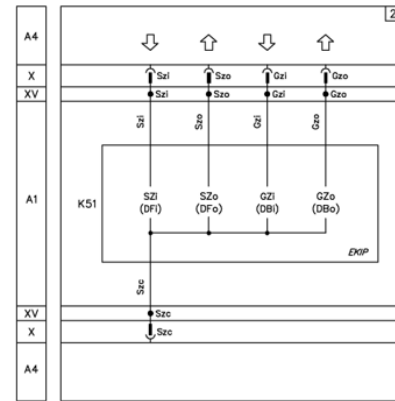 2
A4
X Szi Szo Gzi Gzo
XV Szi Szo Gzi Gzo
Szi Szo Gzi Gzo
A1 K51
SZi SZo GZi GZo
(DFi) (DFo) (DBi) (DBo)
EKIP
Szc
XV Szc
X Szc
A4